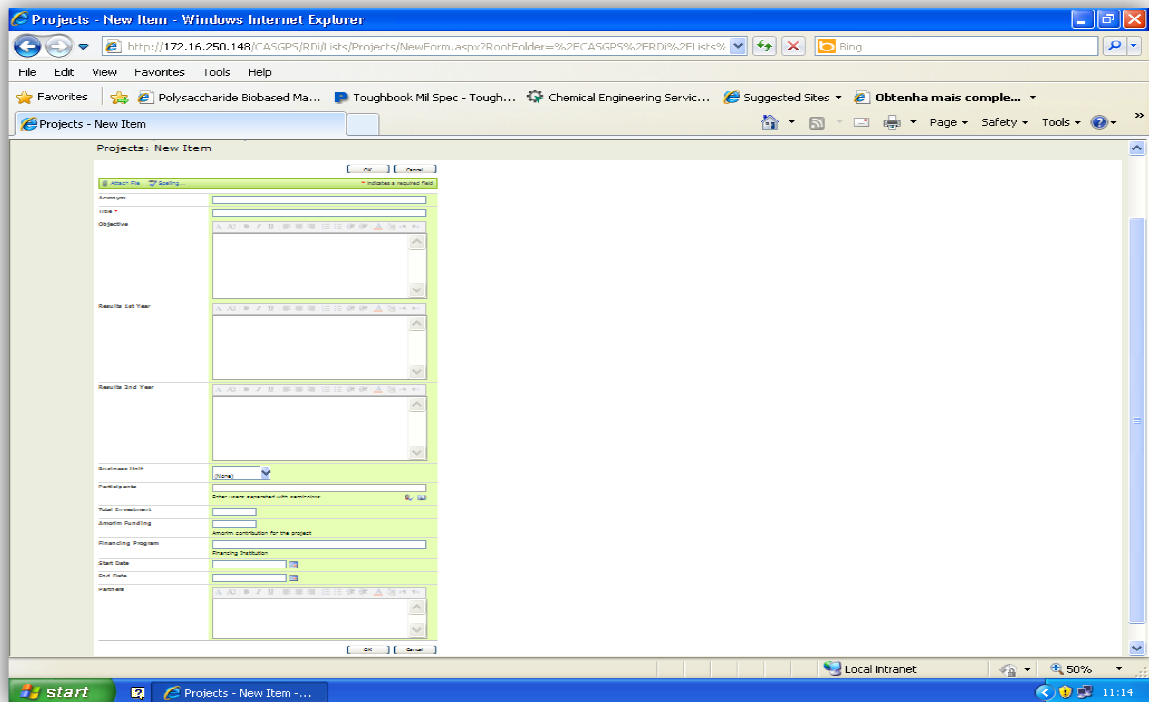 Projects - New Item - Windows Internet Explorer
http://172.16.250.148/CASGPS/RDi/Lists/Projects/NewForm.aspx?RootFolder=%2FCASGPS%2FRDi%2FLists%
Bing
File Edit View Favorites Tools Help
Favorites Polysaccharide Biobased Ma... Toughbook Mil Spec - Tough... Chemical Engineering Servic... Suggested Sites Obtenha mais comple...
Projects - New Item Page Safety Tools
Projects: New Item
OK Cancel
Attach File Spelling... * indicates a required field
Acronym
Title *
Objective
Results 1st Year
Results 2nd Year
Business Unit
(None)
Participants
Enter users separated with semicolons.
Total Investment
Amorim Funding
Amorim contribution for the project
Financing Program
Financing Institution
Start Date
End Date
Partners
OK Cancel
Local intranet 50%
start Projects - New Item -... 11:14